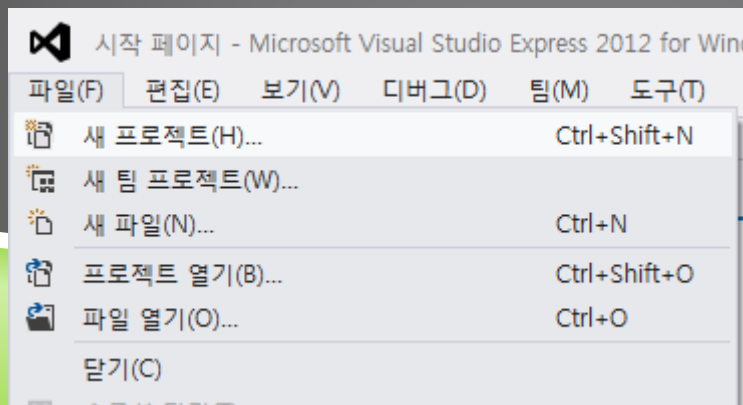 시작 페이지 - Microsoft Visual Studio Express 2012 for
파일(F) 편집(E) 보기(V) 디버그(D) 팀(M) 도구(T)
새 프로젝트(H)... Ctrl+Shift+N
새 팀 프로젝트(W)...
새 파일(N)... Ctrl+N
프로젝트 열기(B)... Ctrl+Shift+O
파일 열기(O)... Ctrl+O
닫기(C)